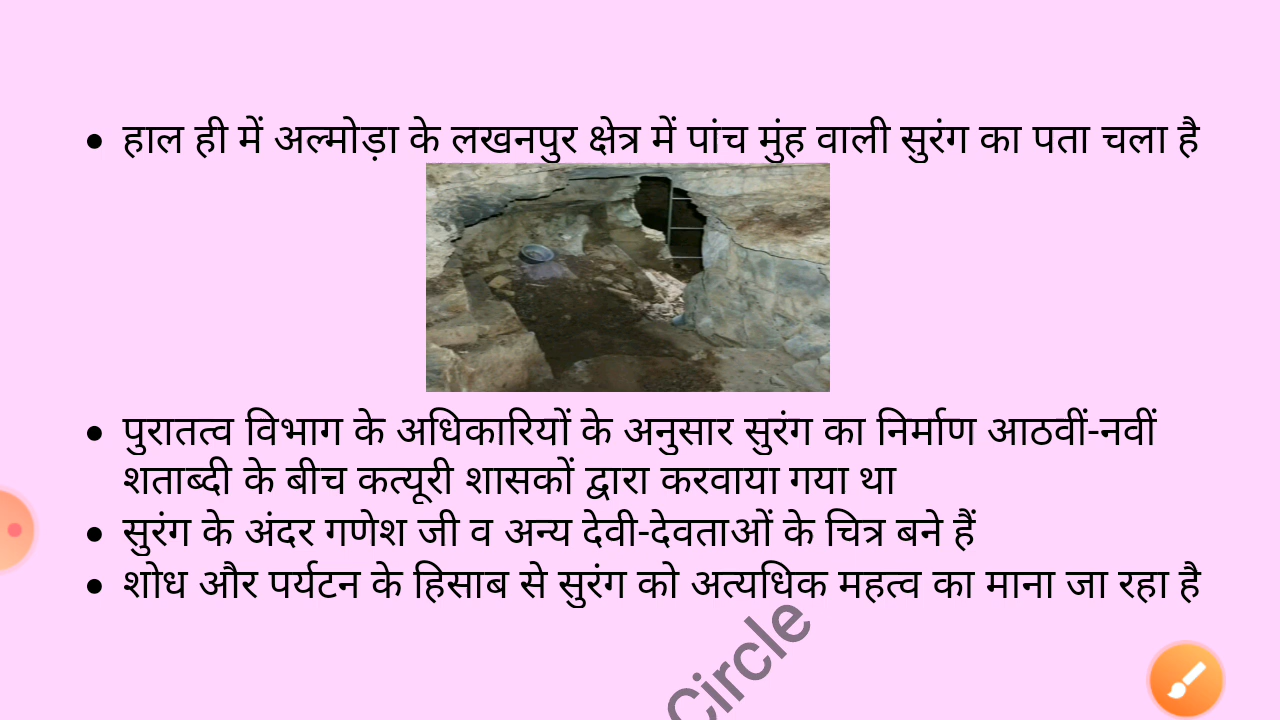 • हाल ही में अल्मोड़ा के लखनपुर क्षेत्र में पांच मुंह वाली सुरंग का पता चला है
• पुरातत्व विभाग के अधिकारियों के अनुसार सुरंग का निर्माण आठवीं-नवीं
शताब्दी के बीच कत्यूरी शासकों द्वारा करवाया गया था
• सुरंग के अंदर गणेश जी व अन्य देवी-देवताओं के चित्र बने हैं
• शोध और पर्यटन के हिसाब से सुरंग को अत्यधिक महत्व का माना जा रहा है
Circle